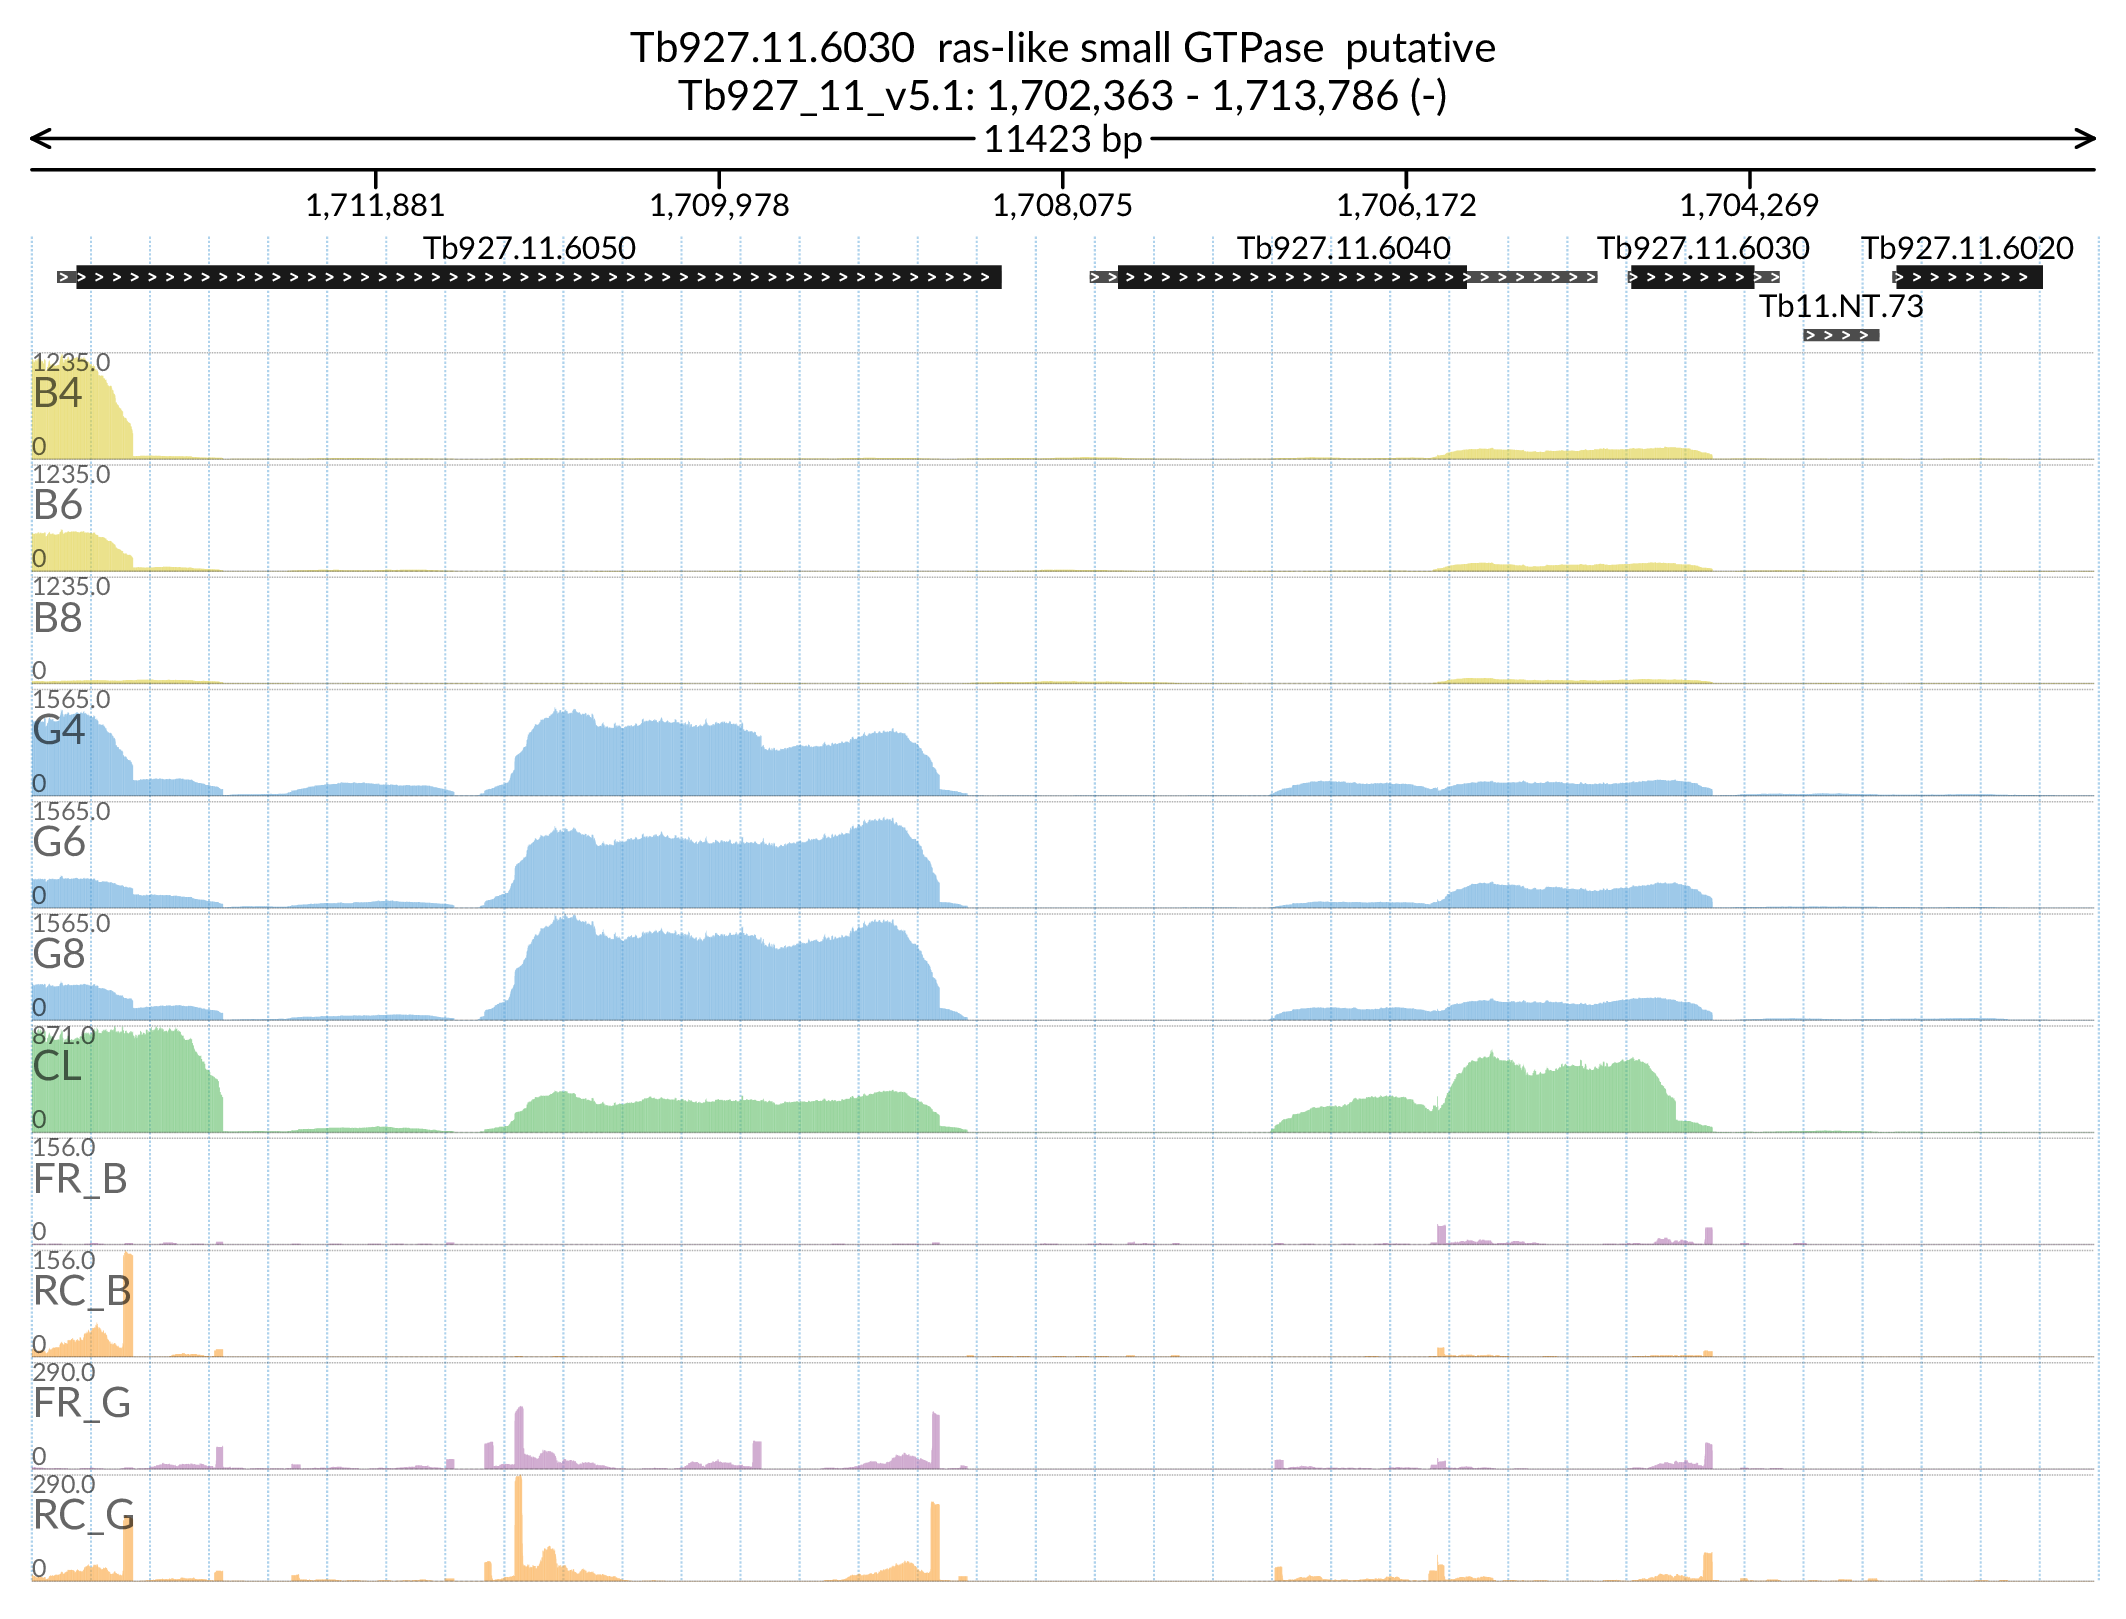 Tb927.11.6030 ras-like small GTPase putative
Tb927_11_v5.1: 1,702,363 - 1,713,786 (-)
11423 bp
1,711,881 1,709,978 1,708,075 1,706,172 1,704,269
Tb927.11.6050 Tb927.11.6040 Tb927.11.6030 Tb927.11.6020
Tb11.NT.73
1235.0
B4
0
1235.0
B6
0
1235.0
B8
0
1565.0
G4
0
1565.0
G6
0
1565.0
G8
0
871.0
CL
0
156.0
FR_B
0
156.0
RC_B
0
290.0
FR_G
0
290.0
RC_G
0